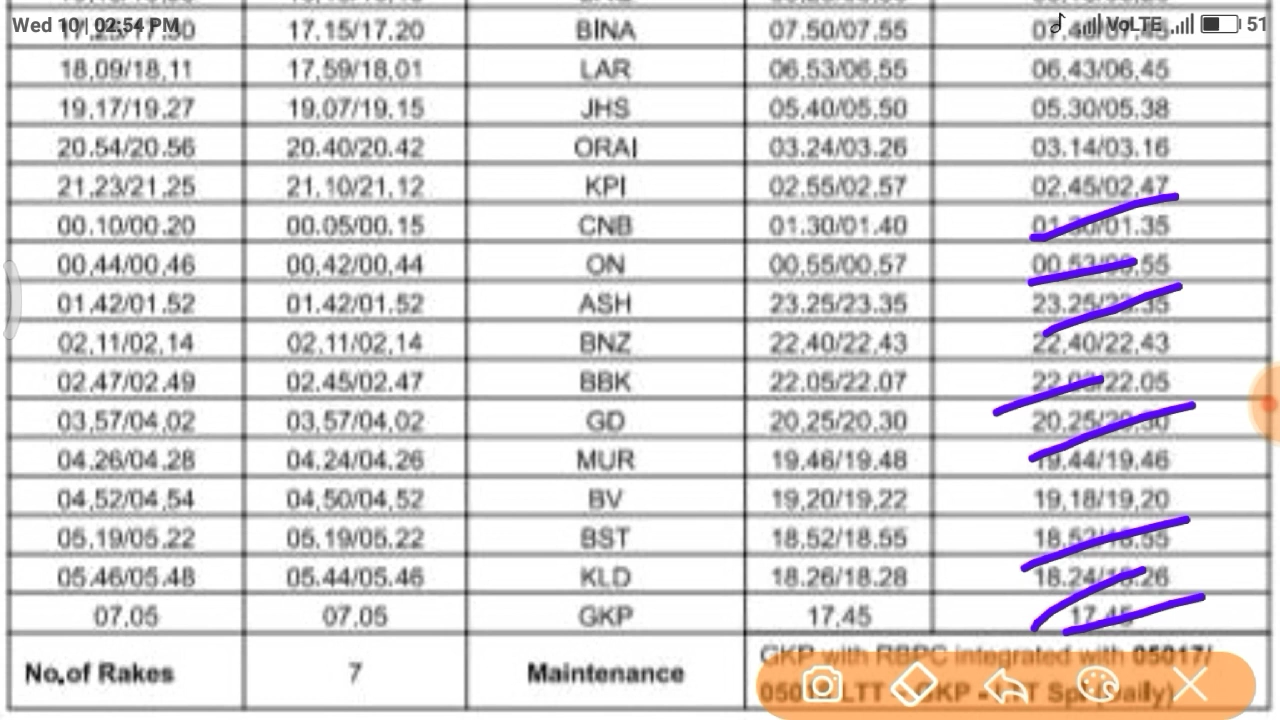 Wed 10 | 02:54 PM VoLTE 51
17.15/17.20 BINA 07.50/07.55
18.09/18.11 17.59/18.01 LAR 06.53/06.55 06.43/06.45
19.17/19.27 19.07/19.15 JHS 05.40/05.50 05.30/05.38
20.54/20.56 20.40/20.42 ORAI 03.24/03.26 03.14/03.16
21.23/21.25 21.10/21.12 KPI 02.55/02.57 02.45/02.47
00.10/00.20 00.05/00.15 CNB 01.30/01.40 01.30/01.35
00.44/00.46 00.42/00.44 ON 00.55/00.57 00.53/00.55
01.42/01.52 01.42/01.52 ASH 23.25/23.35 23.25/23.35
02.11/02.14 02.11/02.14 BNZ 22.40/22.43 22.40/22.43
02.47/02.49 02.45/02.47 BBK 22.05/22.07 22.03/22.05
03.57/04.02 03.57/04.02 GD 20.25/20.30 20.25/20.30
04.26/04.28 04.24/04.26 MUR 19.46/19.48 19.44/19.46
04.52/04.54 04.50/04.52 BV 19.20/19.22 19.18/19.20
05.19/05.22 05.19/05.22 BST 18.52/18.55 18.52/18.55
05.46/05.48 05.44/05.46 KLD 18.26/18.28 18.24/18.26
07.05 07.05 GKP 17.45 17.45
No.of Rakes 7 Maintenance GKP with RBPC integrated with 05017/
LTT - GKP - LTT Spl (Daily)